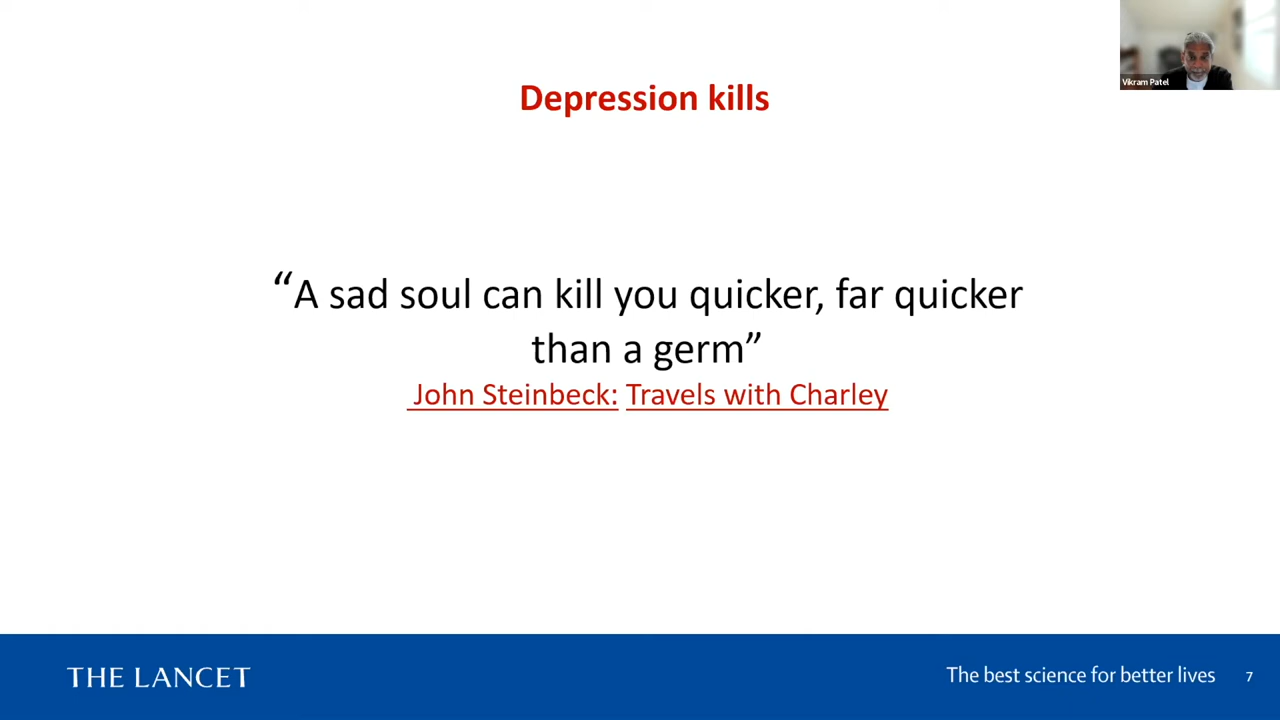 Vikram Patel
Depression kills
“A sad soul can kill you quicker, far quicker
than a germ”
John Steinbeck: Travels with Charley
THE LANCET
The best science for better lives
7